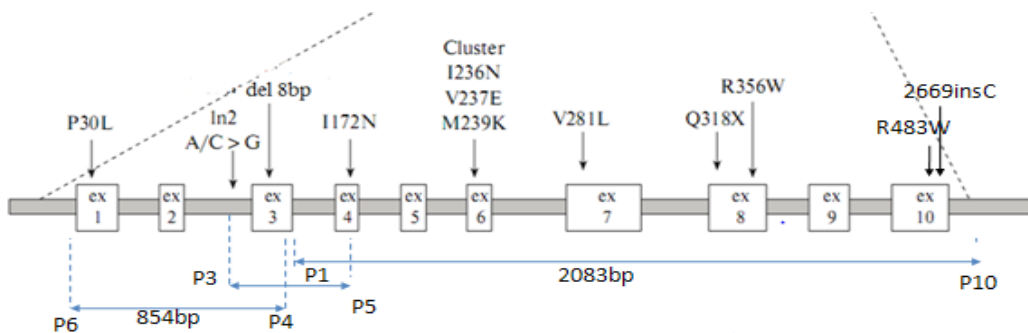 Cluster
I236N
V237E
M239K
del 8bp
R356W
2669insC
P30L
ln2
A/C > G
I172N
V281L
Q318X
R483W
ex 1
ex 2
ex 3
ex 4
ex 5
ex 6
ex 7
ex 8
ex 9
ex 10
P3
P1
2083bp
P10
P6
854bp
P4
P5